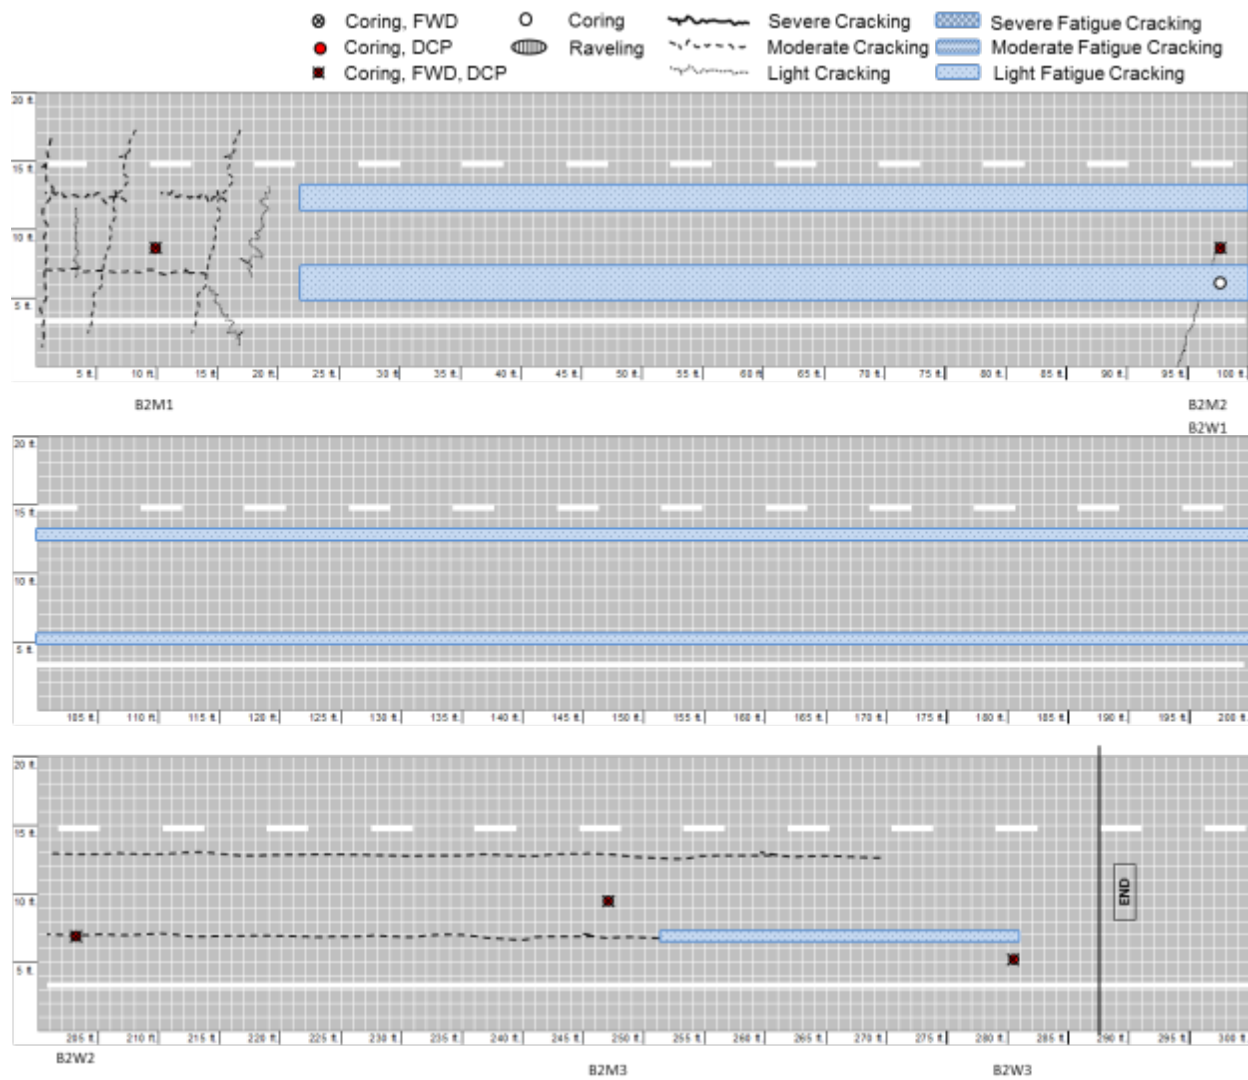 Coring, FWD Coring Severe Cracking Severe Fatigue Cracking
Coring, DCP Raveling Moderate Cracking Moderate Fatigue Cracking
Coring, FWD, DCP Light Cracking Light Fatigue Cracking
20 ft.
15 ft.
10 ft.
5 ft.
5 ft. 10 ft. 15 ft. 20 ft. 25 ft. 30 ft. 35 ft. 40 ft. 45 ft. 50 ft. 55 ft. 60 ft. 65 ft. 70 ft. 75 ft. 80 ft. 85 ft. 90 ft. 95 ft. 100 ft.
B2M1 B2M2
B2W1
20 ft.
15 ft.
10 ft.
5 ft.
105 ft. 110 ft. 115 ft. 120 ft. 125 ft. 130 ft. 135 ft. 140 ft. 145 ft. 150 ft. 155 ft. 160 ft. 165 ft. 170 ft. 175 ft. 180 ft. 185 ft. 190 ft. 195 ft. 200 ft.
20 ft.
15 ft.
10 ft.
END
5 ft.
205 ft. 210 ft. 215 ft. 220 ft. 225 ft. 230 ft. 235 ft. 240 ft. 245 ft. 250 ft. 255 ft. 260 ft. 265 ft. 270 ft. 275 ft. 280 ft. 285 ft. 290 ft. 295 ft. 300 ft.
B2W2 B2M3 B2W3